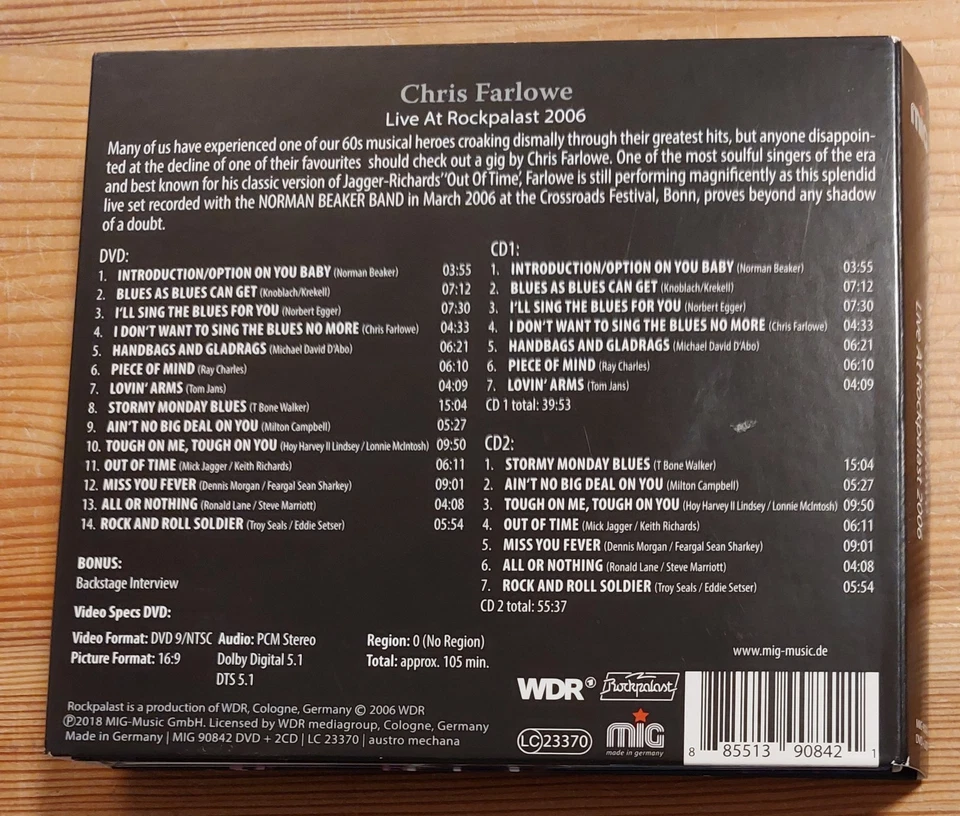 Chris Farlowe
Live At Rockpalast 2006
Many of us have experienced one of our 60s musical heroes croaking dismally through their greatest hits, but anyone disappoin-
ted at the decline of one of their favourites should check out a gig by Chris Farlowe. One of the most soulful singers of the era
and best known for his classic version of Jagger-Richards''Out Of Time', Farlowe is still performing magnificently as this splendid
live set recorded with the NORMAN BEAKER BAND in March 2006 at the Crossroads Festival, Bonn, proves beyond any shadow
of a doubt.
DVD:
1. INTRODUCTION/OPTION ON YOU BABY (Norman Beaker) 03:55
2. BLUES AS BLUES CAN GET (Knoblach/Krekell) 07:12
3. I'LL SING THE BLUES FOR YOU (Norbert Egger) 07:30
4. I DON'T WANT TO SING THE BLUES NO MORE (Chris Farlowe) 04:33
5. HANDBAGS AND GLADRAGS (Michael David D'Abo) 06:21
6. PIECE OF MIND (Ray Charles) 06:10
7. LOVIN' ARMS (Tom Jans) 04:09
8. STORMY MONDAY BLUES (T Bone Walker) 15:04
9. AIN'T NO BIG DEAL ON YOU (Milton Campbell) 05:27
10. TOUGH ON ME, TOUGH ON YOU (Hoy Harvey II Lindsey / Lonnie McIntosh) 09:50
11. OUT OF TIME (Mick Jagger / Keith Richards) 06:11
12. MISS YOU FEVER (Dennis Morgan / Feargal Sean Sharkey) 09:01
13. ALL OR NOTHING (Ronald Lane / Steve Marriott) 04:08
14. ROCK AND ROLL SOLDIER (Troy Seals / Eddie Setser) 05:54
BONUS:
Backstage Interview
Video Specs DVD:
Video Format: DVD 9/NTSC Audio: PCM Stereo Region: 0 (No Region)
Picture Format: 16:9 Dolby Digital 5.1 Total: approx. 105 min.
DTS 5.1
Rockpalast is a production of WDR, Cologne, Germany © 2006 WDR
℗2018 MIG-Music GmbH. Licensed by WDR mediagroup, Cologne, Germany
Made in Germany | MIG 90842 DVD + 2CD | LC 23370 | austro mechana
CD1:
1. INTRODUCTION/OPTION ON YOU BABY (Norman Beaker) 03:55
2. BLUES AS BLUES CAN GET (Knoblach/Krekell) 07:12
3. I'LL SING THE BLUES FOR YOU (Norbert Egger) 07:30
4. I DON'T WANT TO SING THE BLUES NO MORE (Chris Farlowe) 04:33
5. HANDBAGS AND GLADRAGS (Michael David D'Abo) 06:21
6. PIECE OF MIND (Ray Charles) 06:10
7. LOVIN' ARMS (Tom Jans) 04:09
CD 1 total: 39:53
CD2:
1. STORMY MONDAY BLUES (T Bone Walker) 15:04
2. AIN'T NO BIG DEAL ON YOU (Milton Campbell) 05:27
3. TOUGH ON ME, TOUGH ON YOU (Hoy Harvey II Lindsey / Lonnie McIntosh) 09:50
4. OUT OF TIME (Mick Jagger / Keith Richards) 06:11
5. MISS YOU FEVER (Dennis Morgan / Feargal Sean Sharkey) 09:01
6. ALL OR NOTHING (Ronald Lane / Steve Marriott) 04:08
7. ROCK AND ROLL SOLDIER (Troy Seals / Eddie Setser) 05:54
CD 2 total: 55:37
www.mig-music.de
WDR Rockpalast
LC 23370 mig
made in germany
8 85513 90842 1
Live At Rockpalast 2006